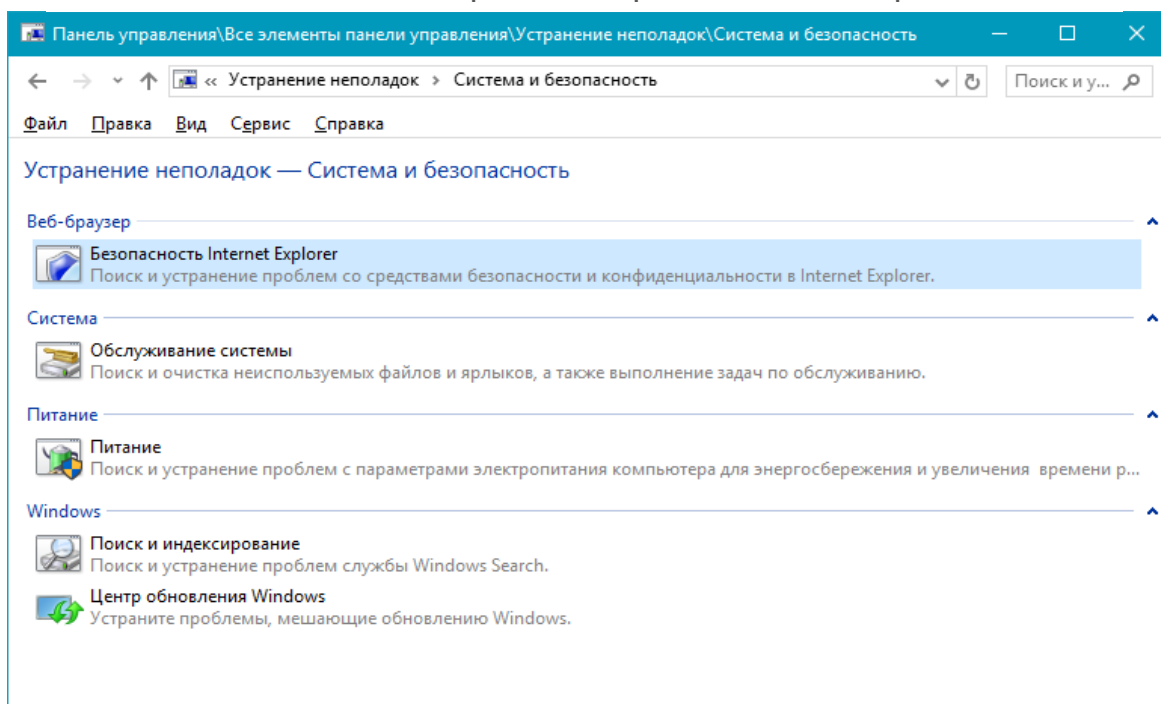 Панель управления\Все элементы панели управления\Устранение неполадок\Система и безопасность
« Устранение неполадок > Система и безопасность
Поиск и у...
Файл Правка Вид Сервис Справка
Устранение неполадок — Система и безопасность
Веб-браузер
Безопасность Internet Explorer
Поиск и устранение проблем со средствами безопасности и конфиденциальности в Internet Explorer.
Система
Обслуживание системы
Поиск и очистка неиспользуемых файлов и ярлыков, а также выполнение задач по обслуживанию.
Питание
Питание
Поиск и устранение проблем с параметрами электропитания компьютера для энергосбережения и увеличения времени р...
Windows
Поиск и индексирование
Поиск и устранение проблем службы Windows Search.
Центр обновления Windows
Устраните проблемы, мешающие обновлению Windows.